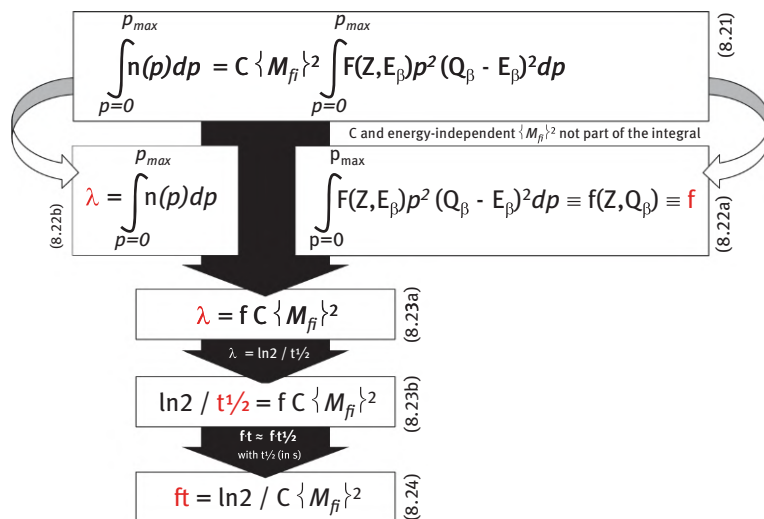 p_max p_max
∫n(p)dp = C {M_fi}² ∫F(Z,E_β)p² (Q_β - E_β)²dp
p=0 p=0
(8.21)
C and energy-independent {M_fi}² not part of the integral
p_max
λ = ∫n(p)dp
p=0
(8.22b)
p_max
∫F(Z,E_β)p² (Q_β - E_β)²dp ≡ f(Z,Q_β) ≡ f
p=0
(8.22a)
λ = f C {M_fi}²
(8.23a)
λ = ln2 / t½
ln2 / t½ = f C {M_fi}²
(8.23b)
ft ≈ ft½
with t½ (in s)
ft = ln2 / C {M_fi}²
(8.24)